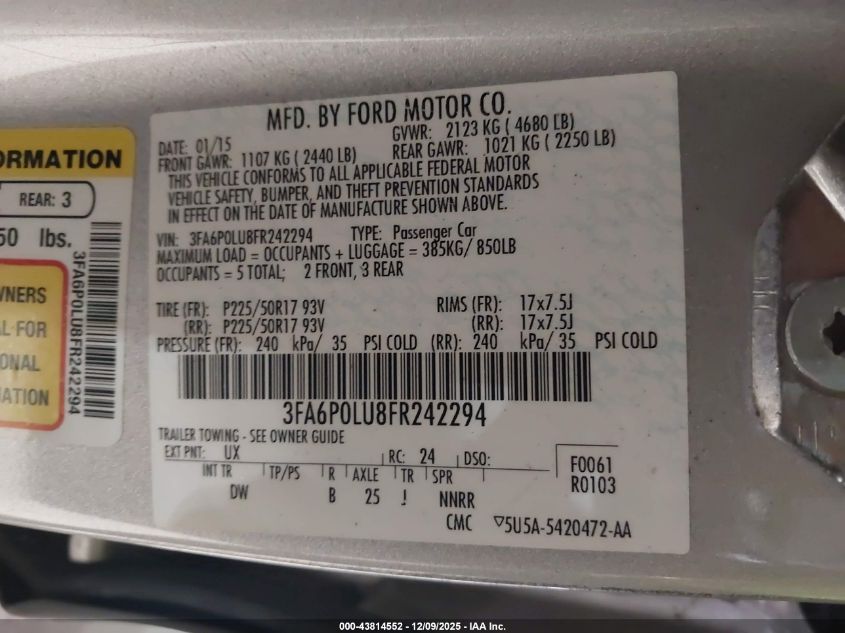 ORMATION
REAR: 3
50 lbs.
3FA6P0LU8FR242294
WNERS
AL FOR
ONAL
MATION
MFD. BY FORD MOTOR CO.
DATE: 01/15 GVWR: 2123 KG ( 4680 LB)
FRONT GAWR: 1107 KG ( 2440 LB) REAR GAWR: 1021 KG ( 2250 LB)
THIS VEHICLE CONFORMS TO ALL APPLICABLE FEDERAL MOTOR
VEHICLE SAFETY, BUMPER, AND THEFT PREVENTION STANDARDS
IN EFFECT ON THE DATE OF MANUFACTURE SHOWN ABOVE.
VIN: 3FA6P0LU8FR242294 TYPE: Passenger Car
MAXIMUM LOAD = OCCUPANTS + LUGGAGE = 385KG/ 850LB
OCCUPANTS = 5 TOTAL; 2 FRONT, 3 REAR
TIRE (FR): P225/50R17 93V RIMS (FR): 17x7.5J
(RR): P225/50R17 93V (RR): 17x7.5J
PRESSURE (FR): 240 kPa/ 35 PSI COLD (RR): 240 kPa/ 35 PSI COLD
3FA6P0LU8FR242294
TRAILER TOWING - SEE OWNER GUIDE
EXT PNT: UX RC: 24 DSO: F0061
R0103
INT TR TP/PS R AXLE TR SPR
DW B 25 J NNRR
CMC ▽5U5A-5420472-AA
000-43814552 - 12/09/2025 - IAA Inc.